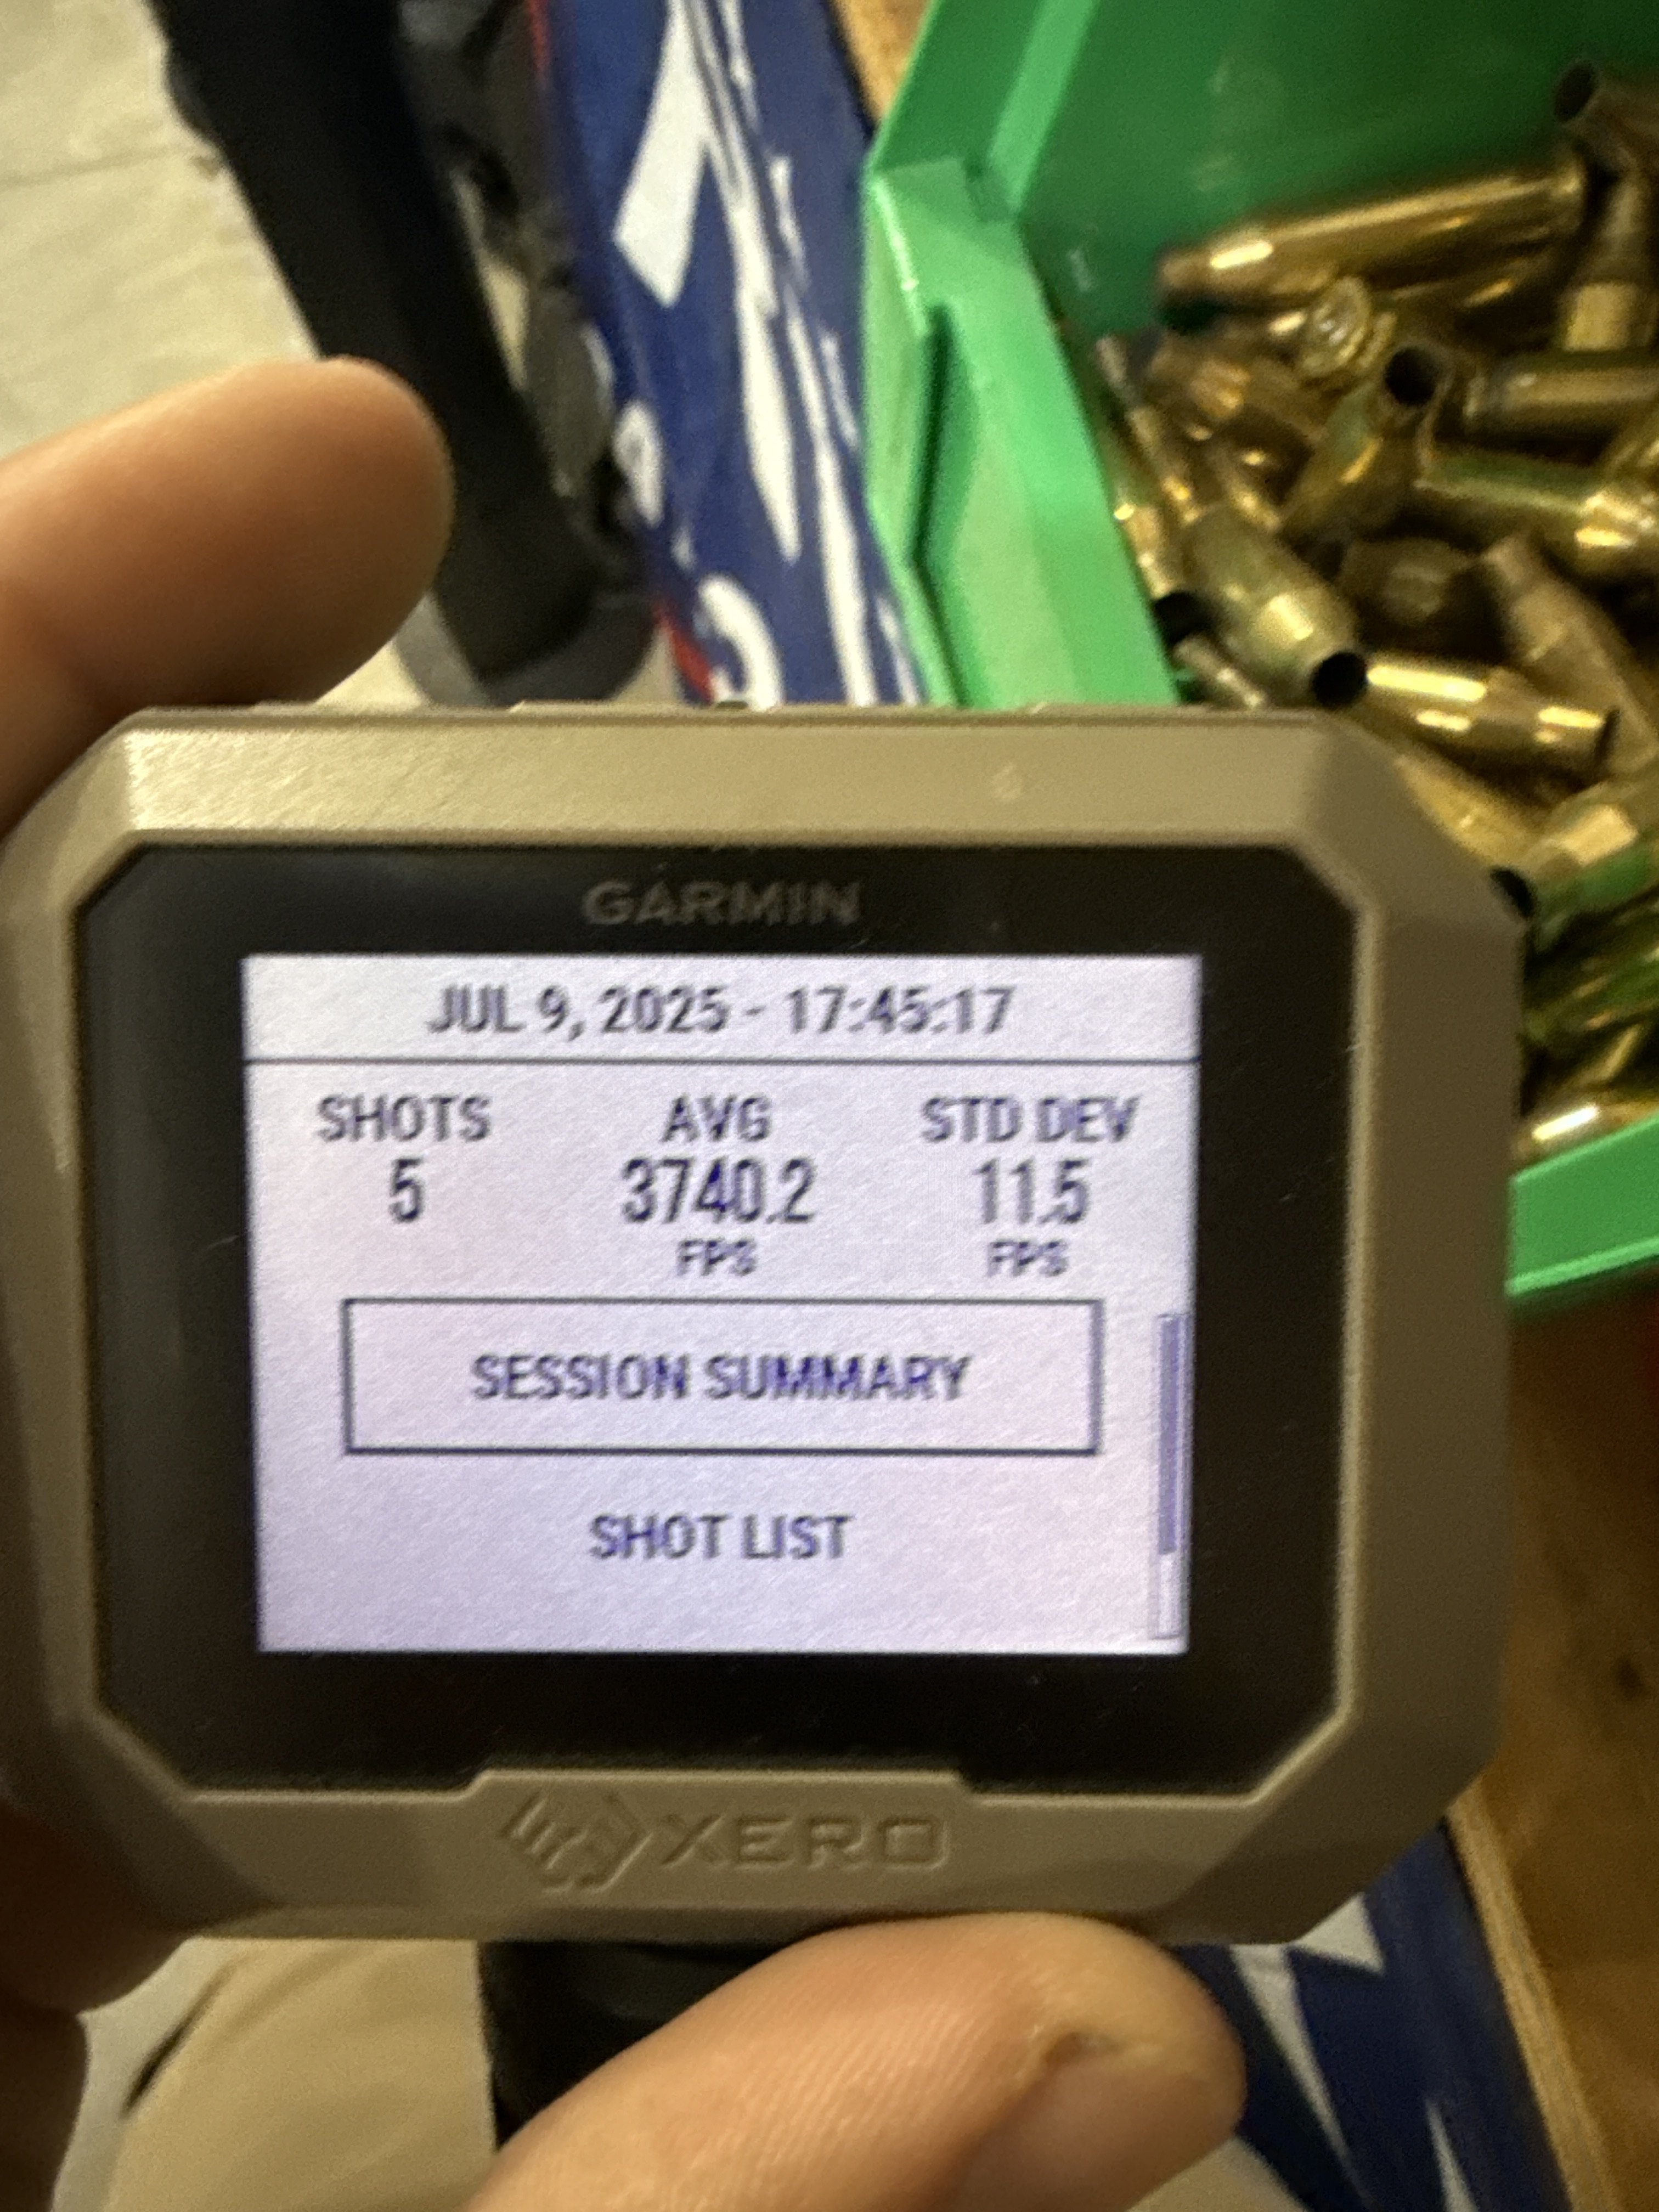 GARMIN
JUL 9, 2025 - 17:45:17
SHOTS AVG STD DEV
5 3740.2 11.5
FPS FPS
SESSION SUMMARY
SHOT LIST
XERO